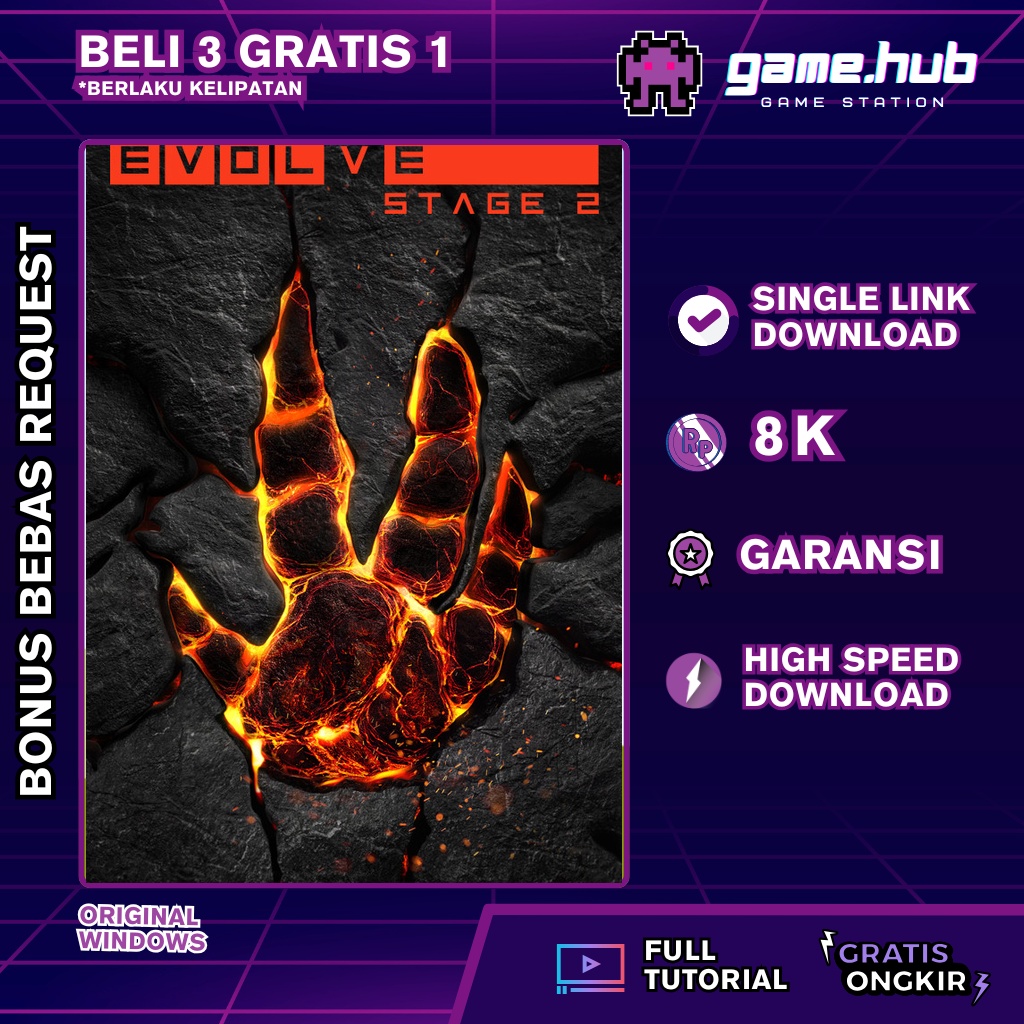 BELI 3 GRATIS 1
*BERLAKU KELIPATAN
game.hub
GAME STATION
EVOLVE
STAGE 2
BONUS BEBAS REQUEST
SINGLE LINK
DOWNLOAD
RP
8K
GARANSI
HIGH SPEED
DOWNLOAD
ORIGINAL
WINDOWS
FULL
TUTORIAL
GRATIS
ONGKIR